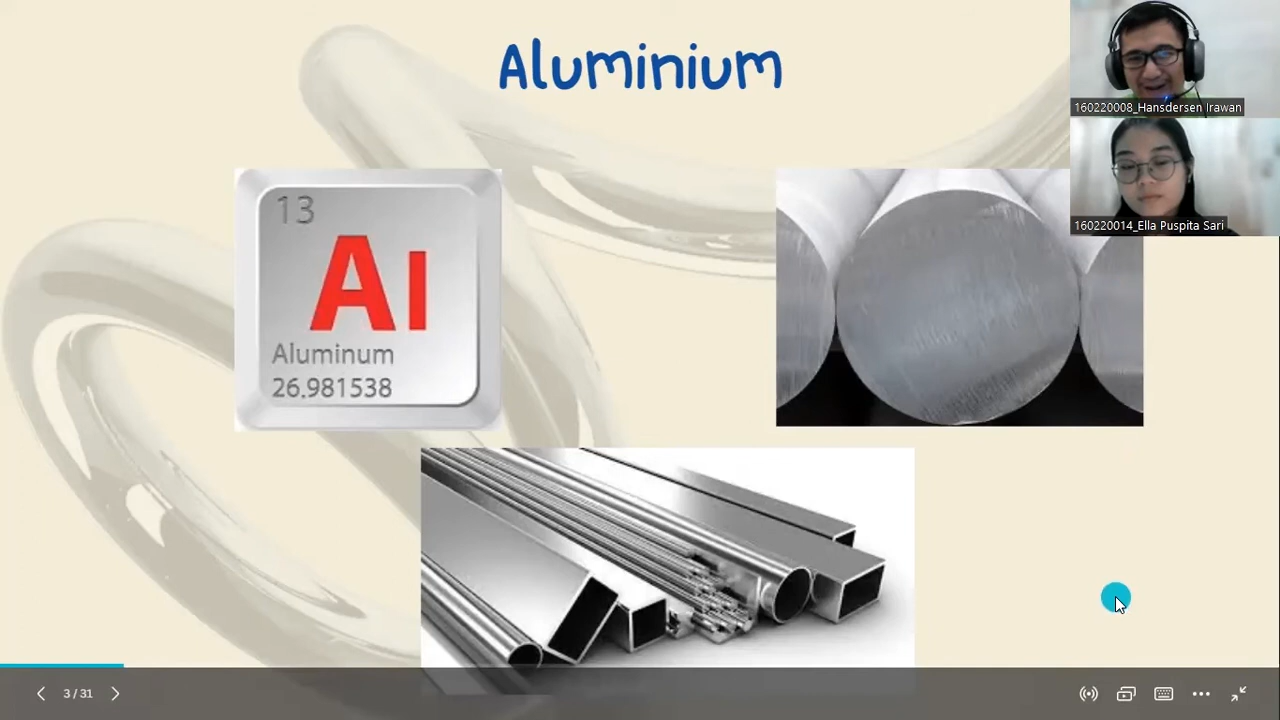 Aluminium
160220008_Hansdersen Irawan
160220014_Ella Puspita Sari
13
Al
Aluminum
26.981538
3 / 31